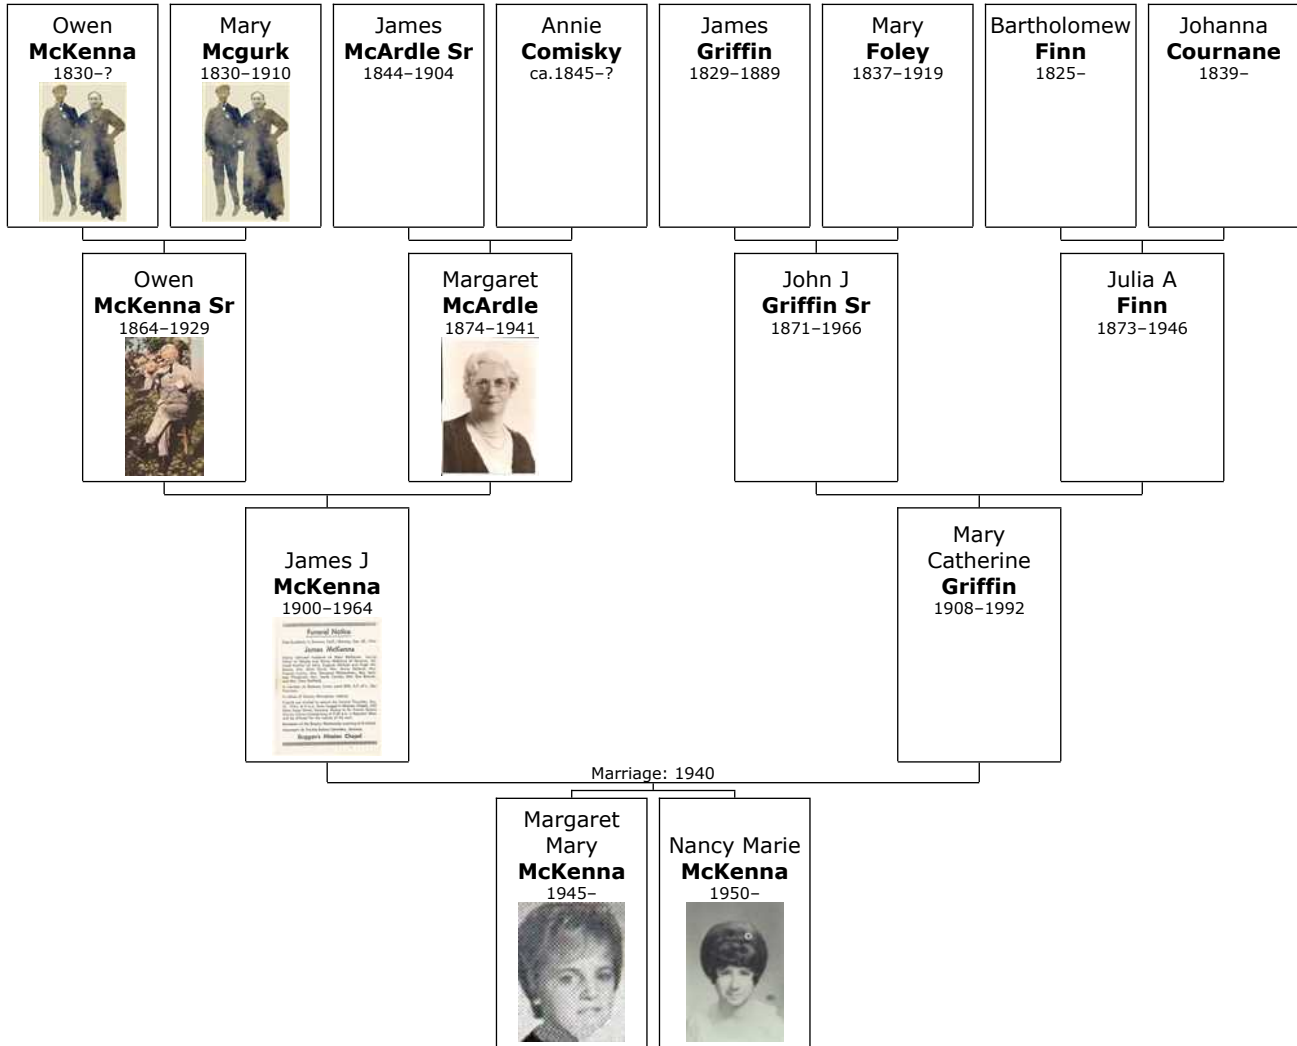 Owen
McKenna
1830–?
Mary
Mcgurk
1830–1910
James
McArdle Sr
1844–1904
Annie
Comisky
ca.1845–?
James
Griffin
1829–1889
Mary
Foley
1837–1919
Bartholomew
Finn
1825–
Johanna
Cournane
1839–
Owen
McKenna Sr
1864–1929
Margaret
McArdle
1874–1941
John J
Griffin Sr
1871–1966
Julia A
Finn
1873–1946
James J
McKenna
1900–1964
Funeral Notice
James McKenna
Duggan's Mission Chapel
Mary
Catherine
Griffin
1908–1992
Marriage: 1940
Margaret
Mary
McKenna
1945–
Nancy Marie
McKenna
1950–